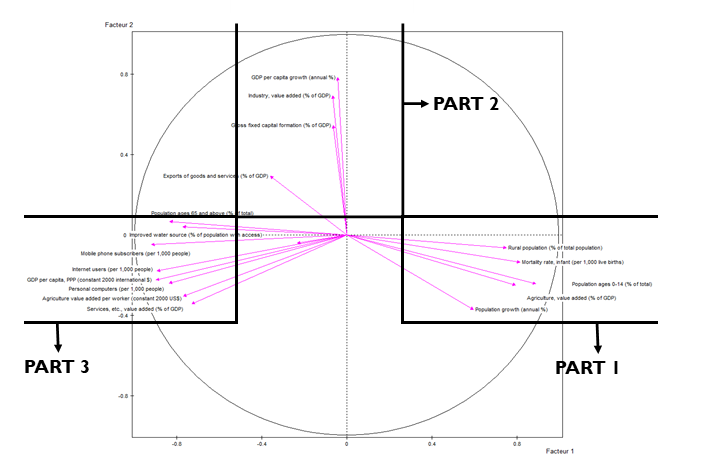 Facteur 2
GDP per capita growth (annual %)
0.8
Industry, value added (% of GDP)
PART 2
Gross fixed capital formation (% of GDP)
0.4
Exports of goods and services (% of GDP)
Population ages 65 and above (% of total)
0
Improved water source (% of population with access)
Rural population (% of total population)
Mobile phone subscribers (per 1,000 people)
Mortality rate, infant (per 1,000 live births)
Internet users (per 1,000 people)
GDP per capita, PPP (constant 2000 international $)
Population ages 0-14 (% of total)
Personal computers (per 1,000 people)
Agriculture value added per worker (constant 2000 US$)
Agriculture, value added (% of GDP)
Services, etc., value added (% of GDP)
Population growth (annual %)
-0.4
PART 3
PART 1
-0.8
-0.8
-0.4
0
0.4
0.8
Facteur 1